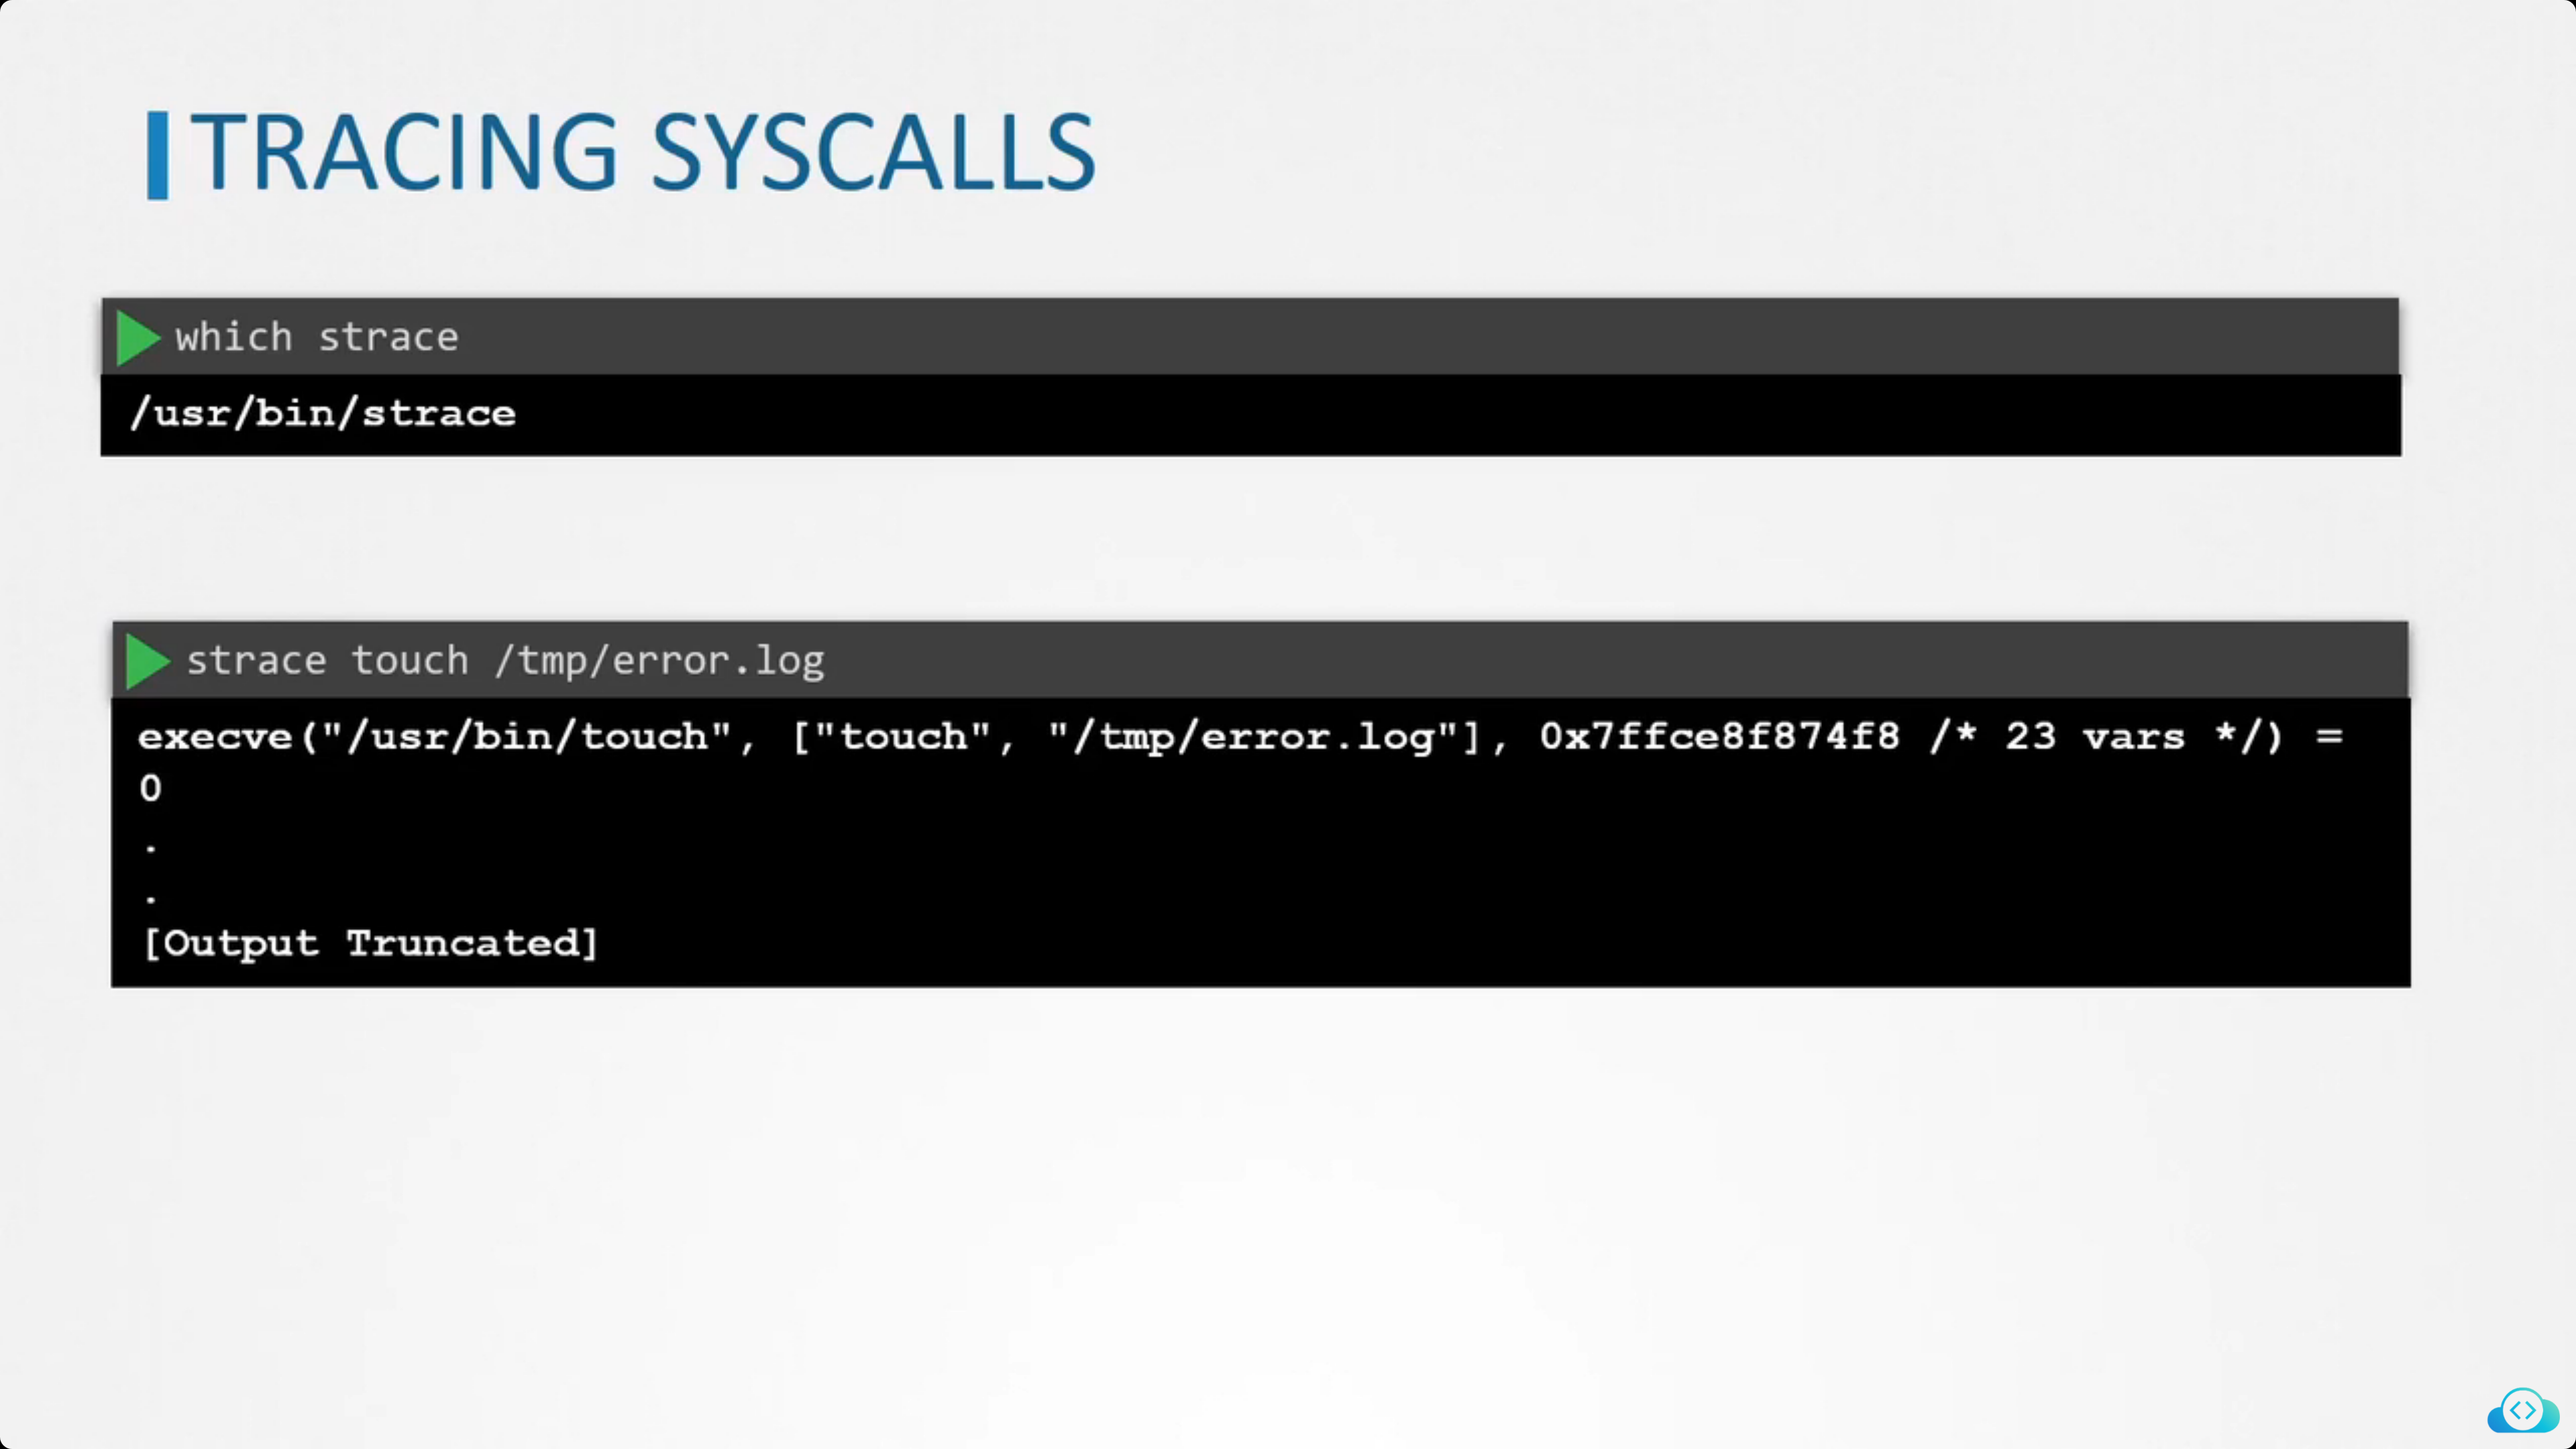 TRACING SYSCALLS
which strace
/usr/bin/strace
strace touch /tmp/error.log
execve("/usr/bin/touch", ["touch", "/tmp/error.log"], 0x7ffce8f874f8 /* 23 vars */) =
0
.
.
[Output Truncated]